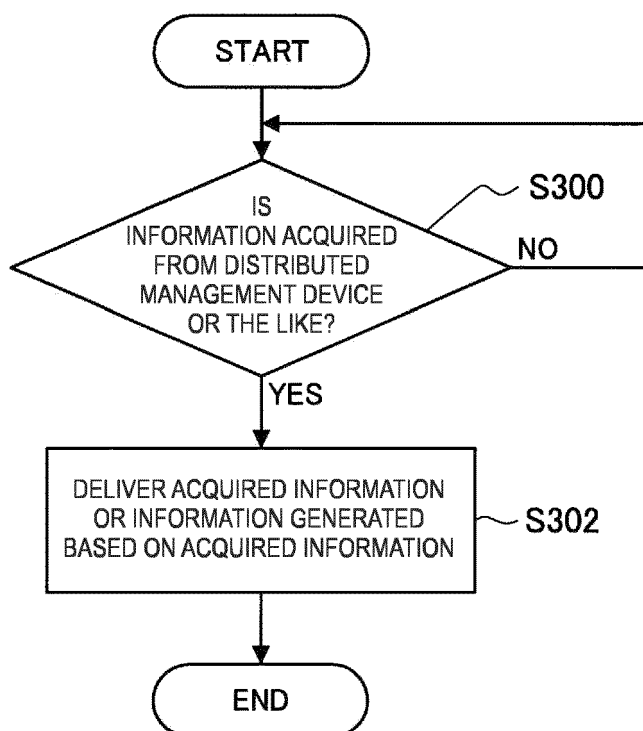 START
S300
IS
INFORMATION ACQUIRED
FROM DISTRIBUTED
MANAGEMENT DEVICE
OR THE LIKE?
NO
YES
DELIVER ACQUIRED INFORMATION
OR INFORMATION GENERATED
BASED ON ACQUIRED INFORMATION
S302
END